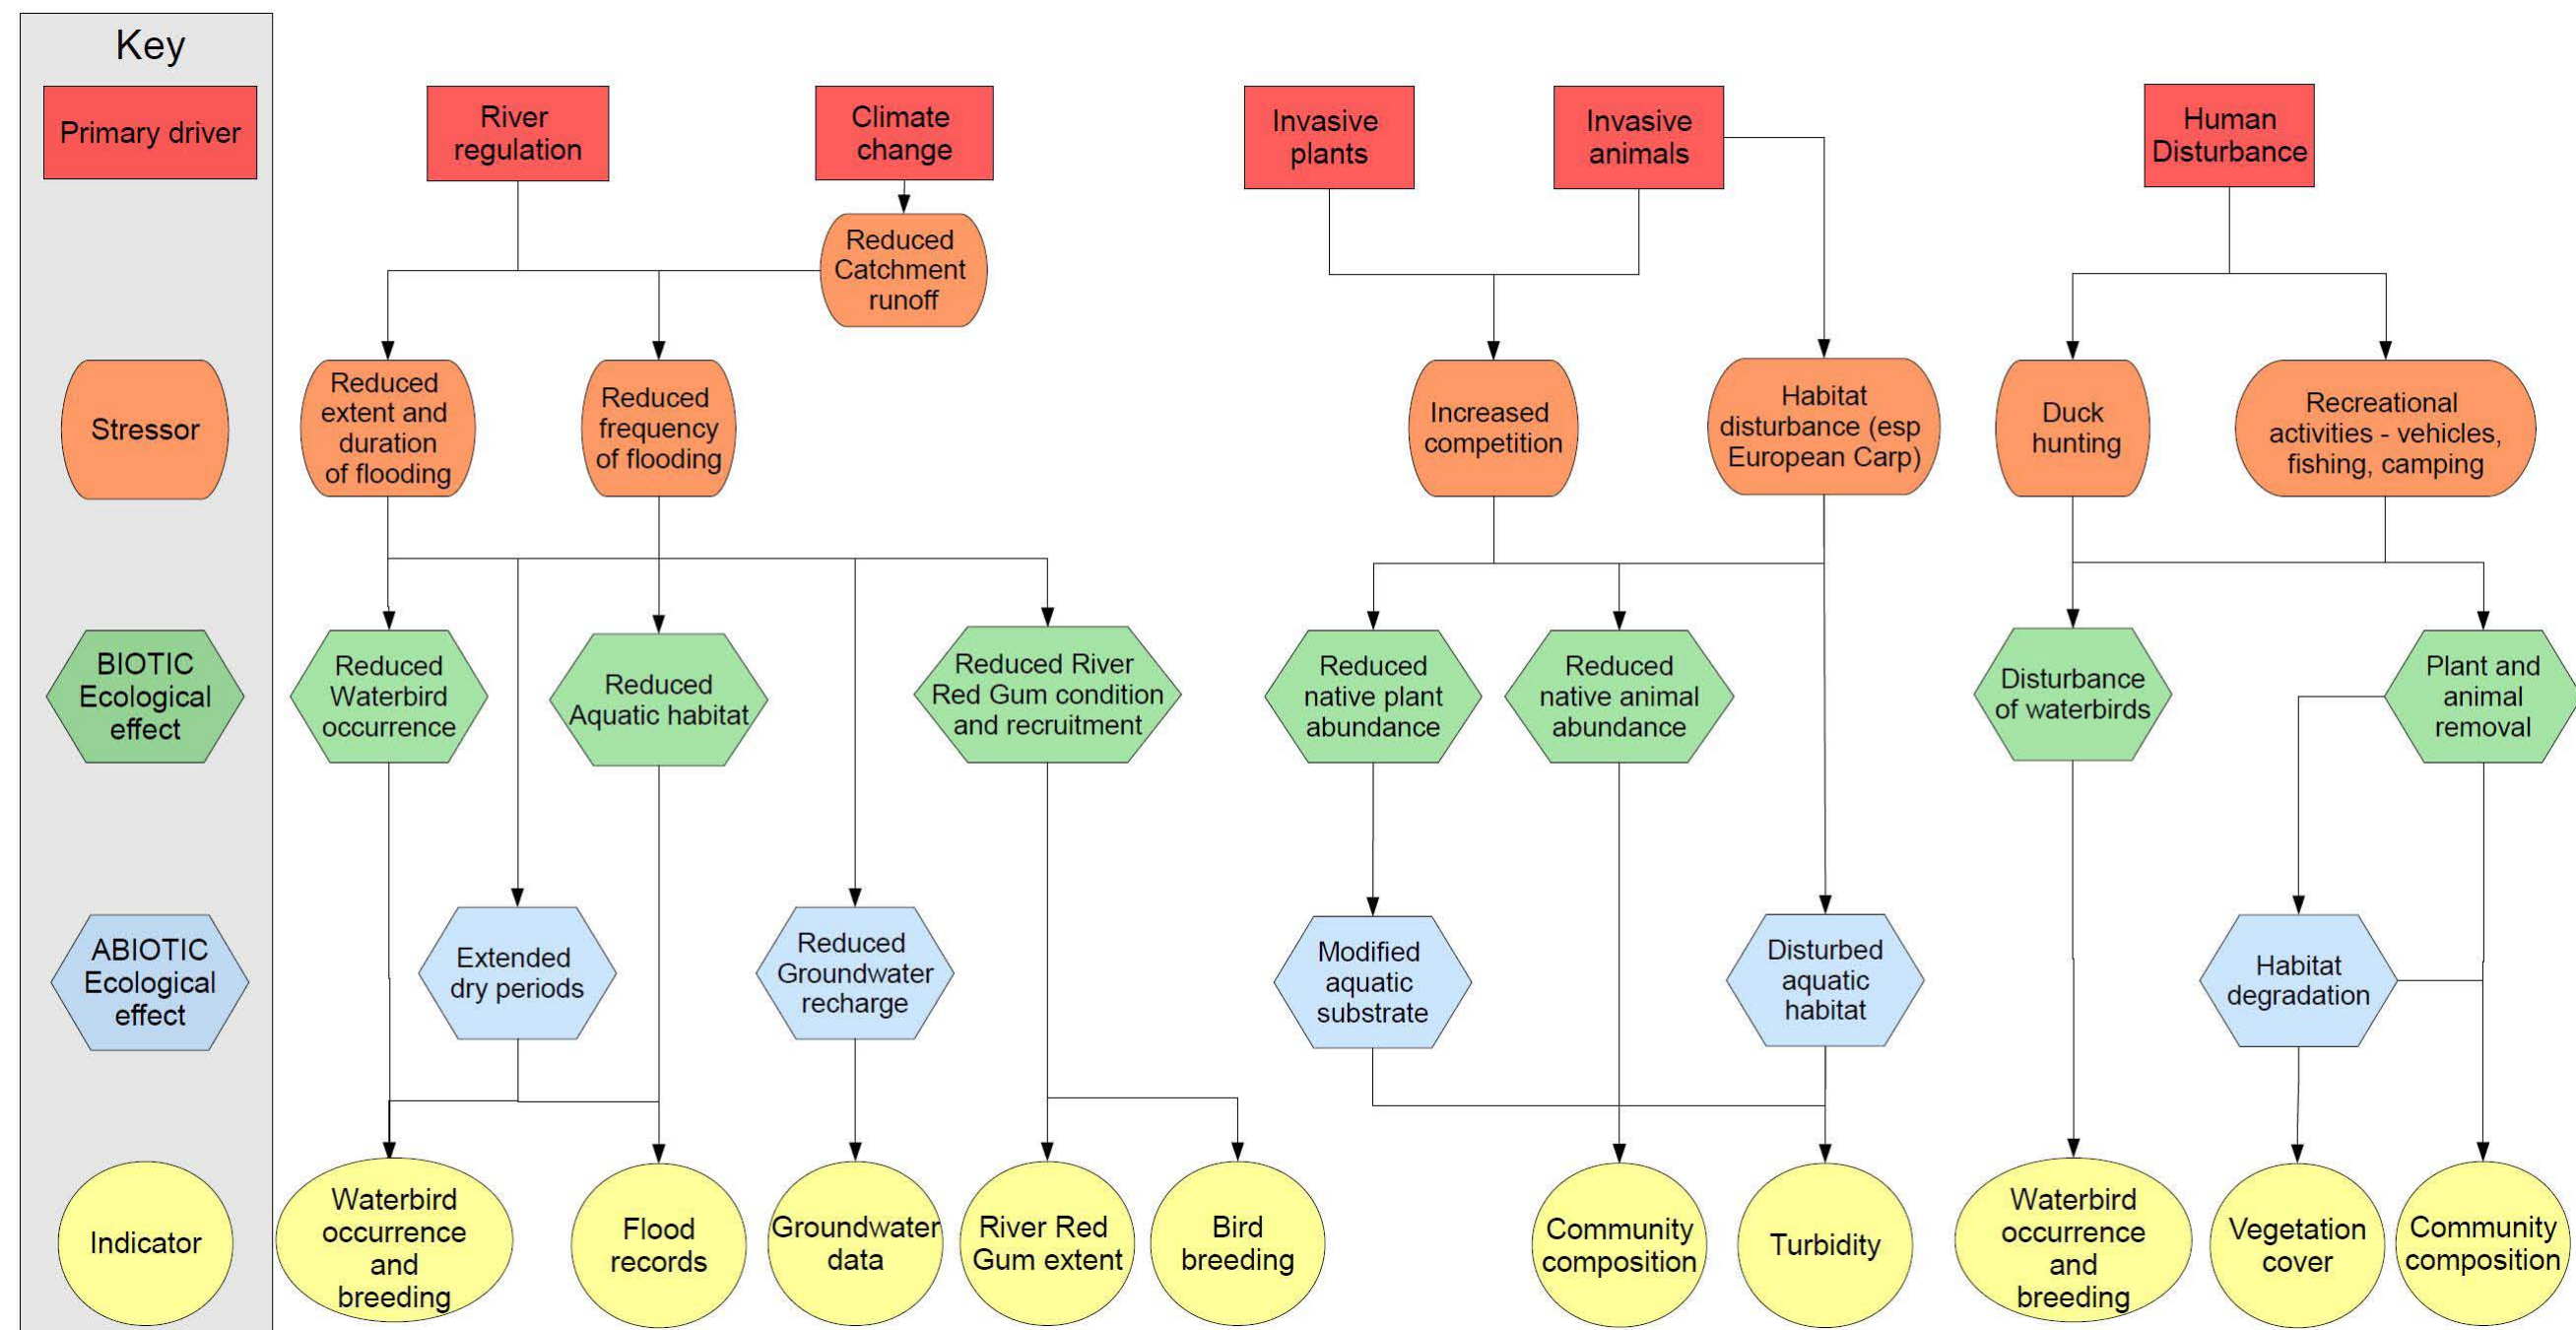 Key
Primary driver
River
regulation
Climate
change
Invasive
plants
Invasive
animals
Human
Disturbance
Reduced
Catchment
runoff
Stressor
Reduced
extent and
duration
of flooding
Reduced
frequency
of flooding
Increased
competition
Habitat
disturbance (esp
European Carp)
Duck
hunting
Recreational
activities - vehicles,
fishing, camping
BIOTIC
Ecological
effect
Reduced
Waterbird
occurrence
Reduced
Aquatic habitat
Reduced River
Red Gum condition
and recruitment
Reduced
native plant
abundance
Reduced
native animal
abundance
Disturbance
of waterbirds
Plant and
animal
removal
ABIOTIC
Ecological
effect
Extended
dry periods
Reduced
Groundwater
recharge
Modified
aquatic
substrate
Disturbed
aquatic
habitat
Habitat
degradation
Indicator
Waterbird
occurrence
and
breeding
Flood
records
Groundwater
data
River Red
Gum extent
Bird
breeding
Community
composition
Turbidity
Waterbird
occurrence
and
breeding
Vegetation
cover
Community
composition